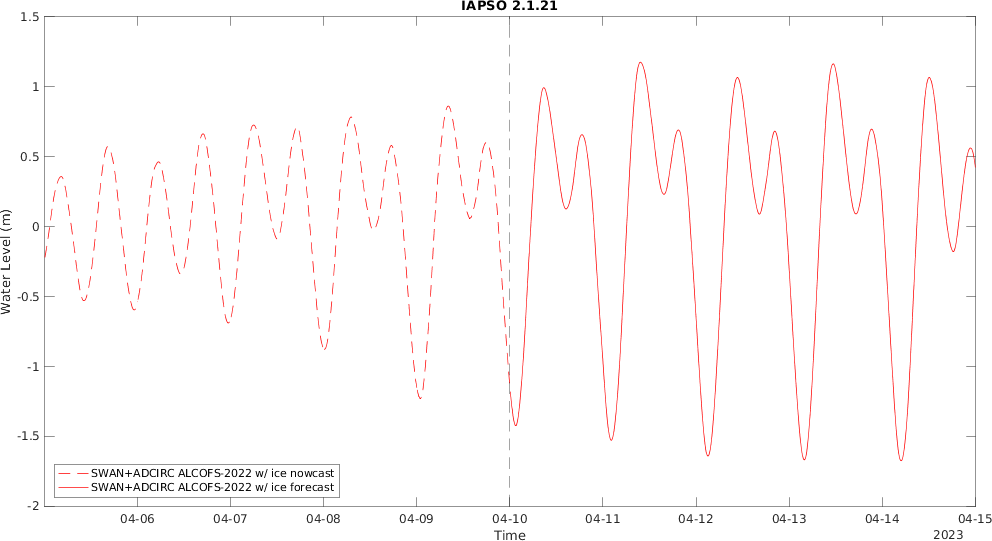 IAPSO 2.1.21
1.5
1
0.5
0
-0.5
-1
-1.5
-2
Water Level (m)
SWAN+ADCIRC ALCOFS-2022 w/ ice nowcast
SWAN+ADCIRC ALCOFS-2022 w/ ice forecast
04-06 04-07 04-08 04-09 04-10 04-11 04-12 04-13 04-14 04-15
Time
2023